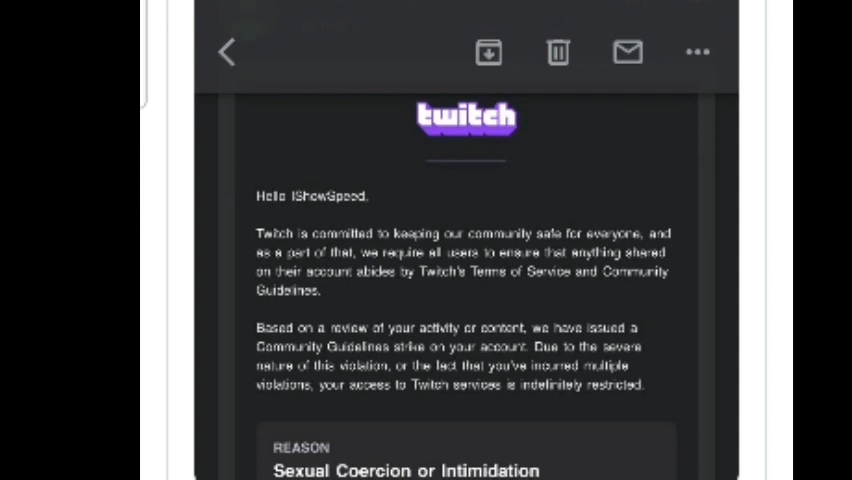 twitch
Hello IShowSpeed,
Twitch is committed to keeping our community safe for everyone, and
as a part of that, we require all users to ensure that anything shared
on their account abides by Twitch's Terms of Service and Community
Guidelines.
Based on a review of your activity or content, we have issued a
Community Guidelines strike on your account. Due to the severe
nature of this violation, or the fact that you've incurred multiple
violations, your access to Twitch services is indefinitely restricted.
REASON
Sexual Coercion or Intimidation